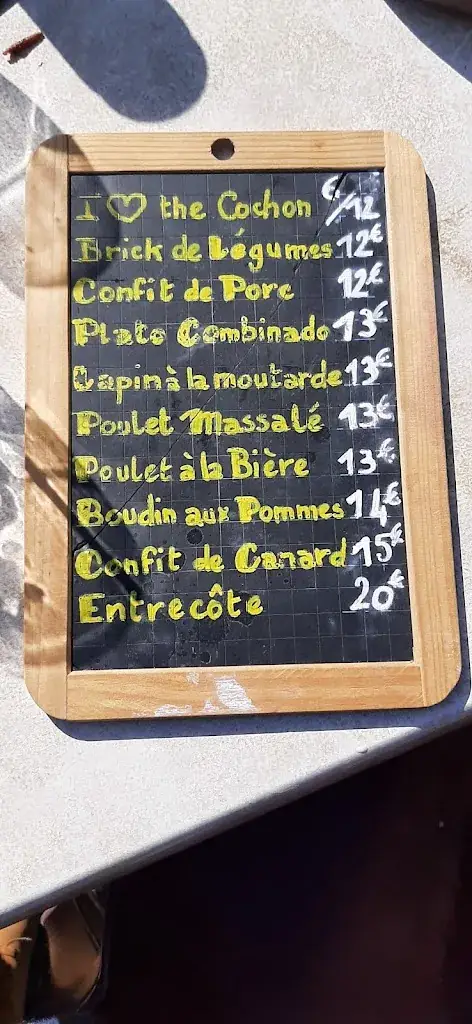 I ♡ the Cochon €/12
Brick de Légumes 12€
Confit de Porc 12€
Plato Combinado 13€
Lapin à la moutarde 13€
Poulet Massalé 13€
Poulet à la Bière 13€
Boudin aux Pommes 14€
Confit de Canard 15€
Entrecôte 20€